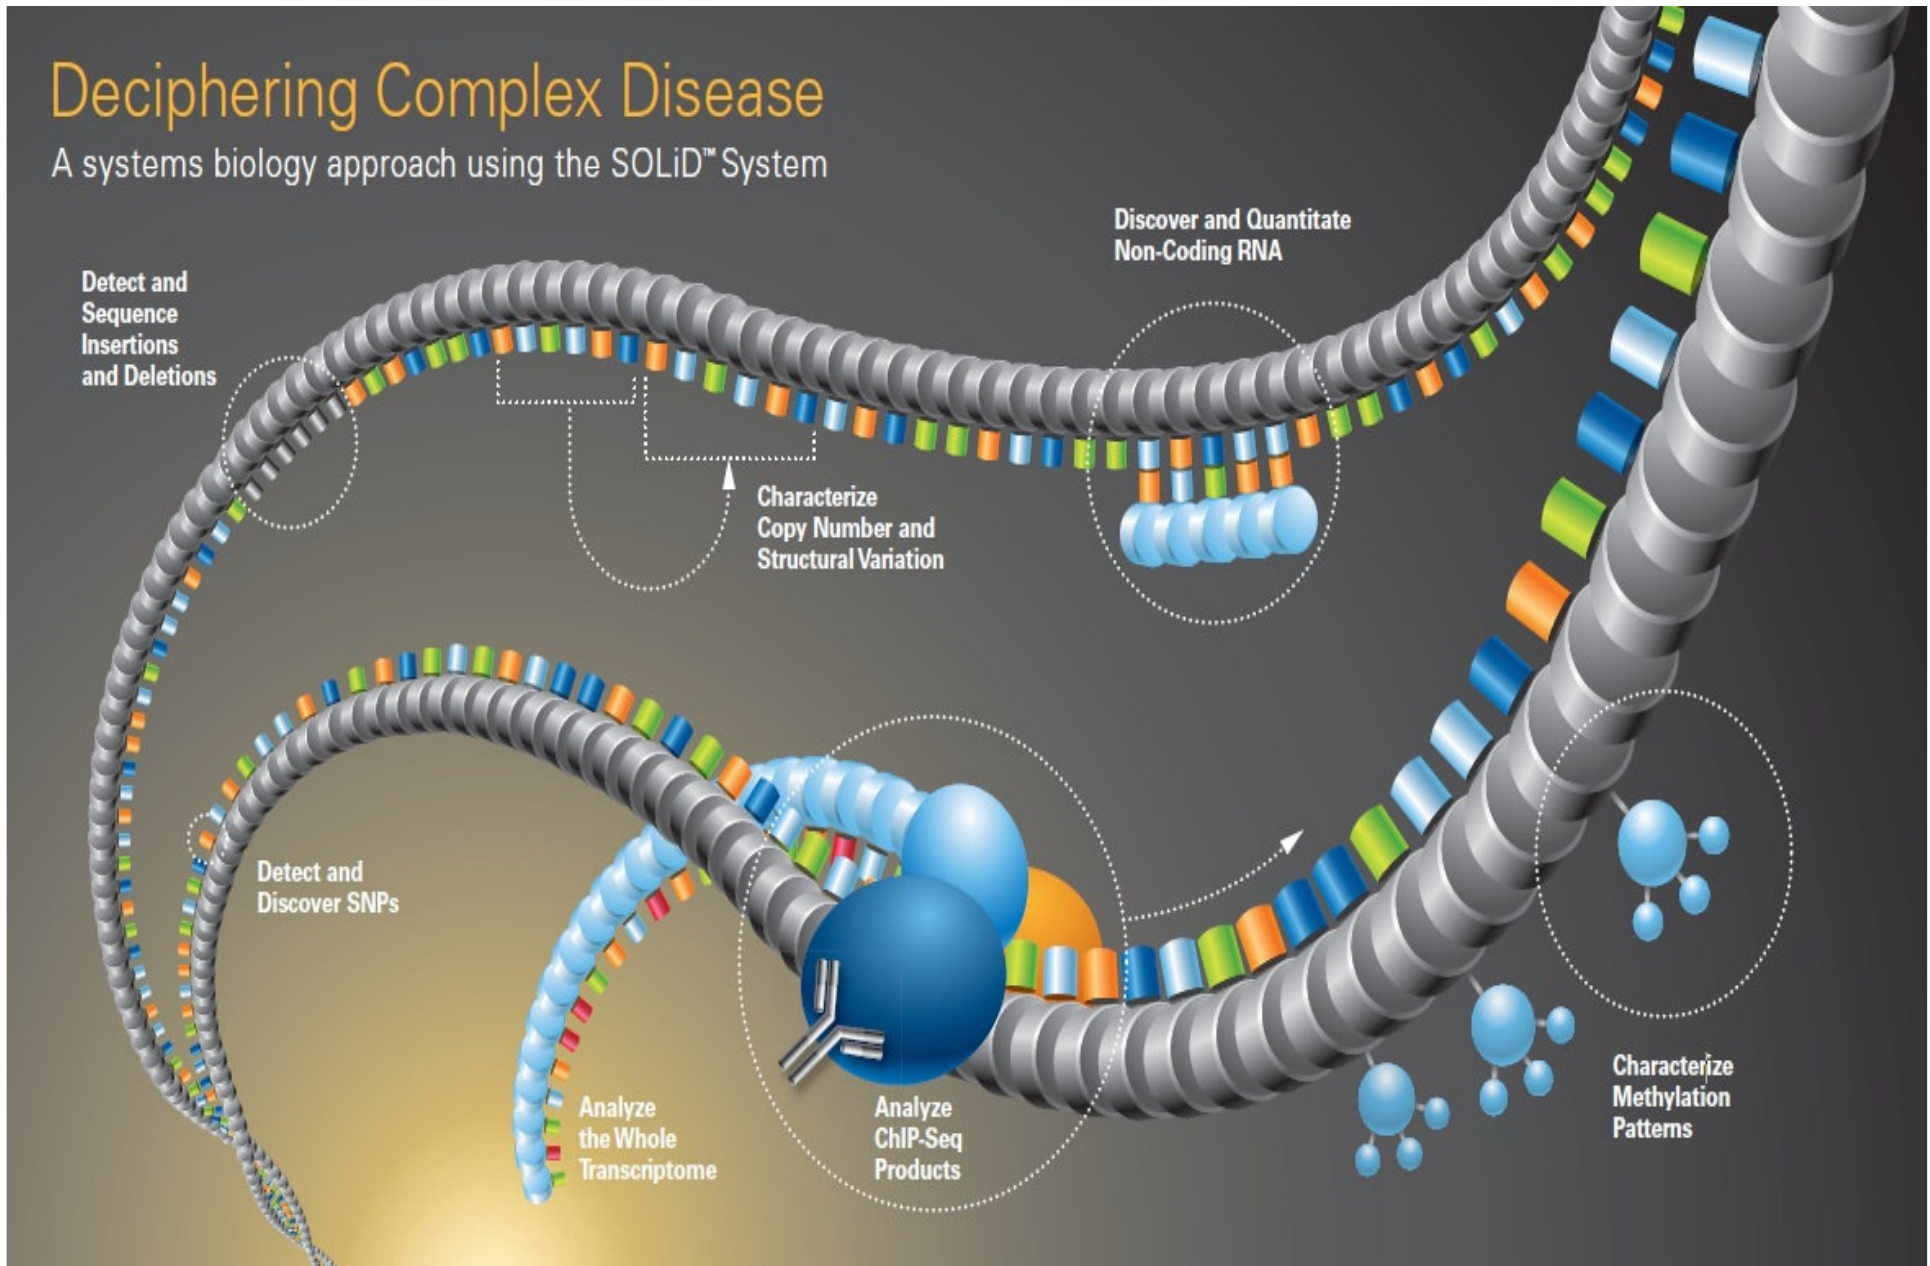 Deciphering Complex Disease
A systems biology approach using the SOLiD™ System
Discover and Quantitate
Non-Coding RNA
Detect and
Sequence
Insertions
and Deletions
Characterize
Copy Number and
Structural Variation
Detect and
Discover SNPs
Analyze
the Whole
Transcriptome
Analyze
ChIP-Seq
Products
Characterize
Methylation
Patterns